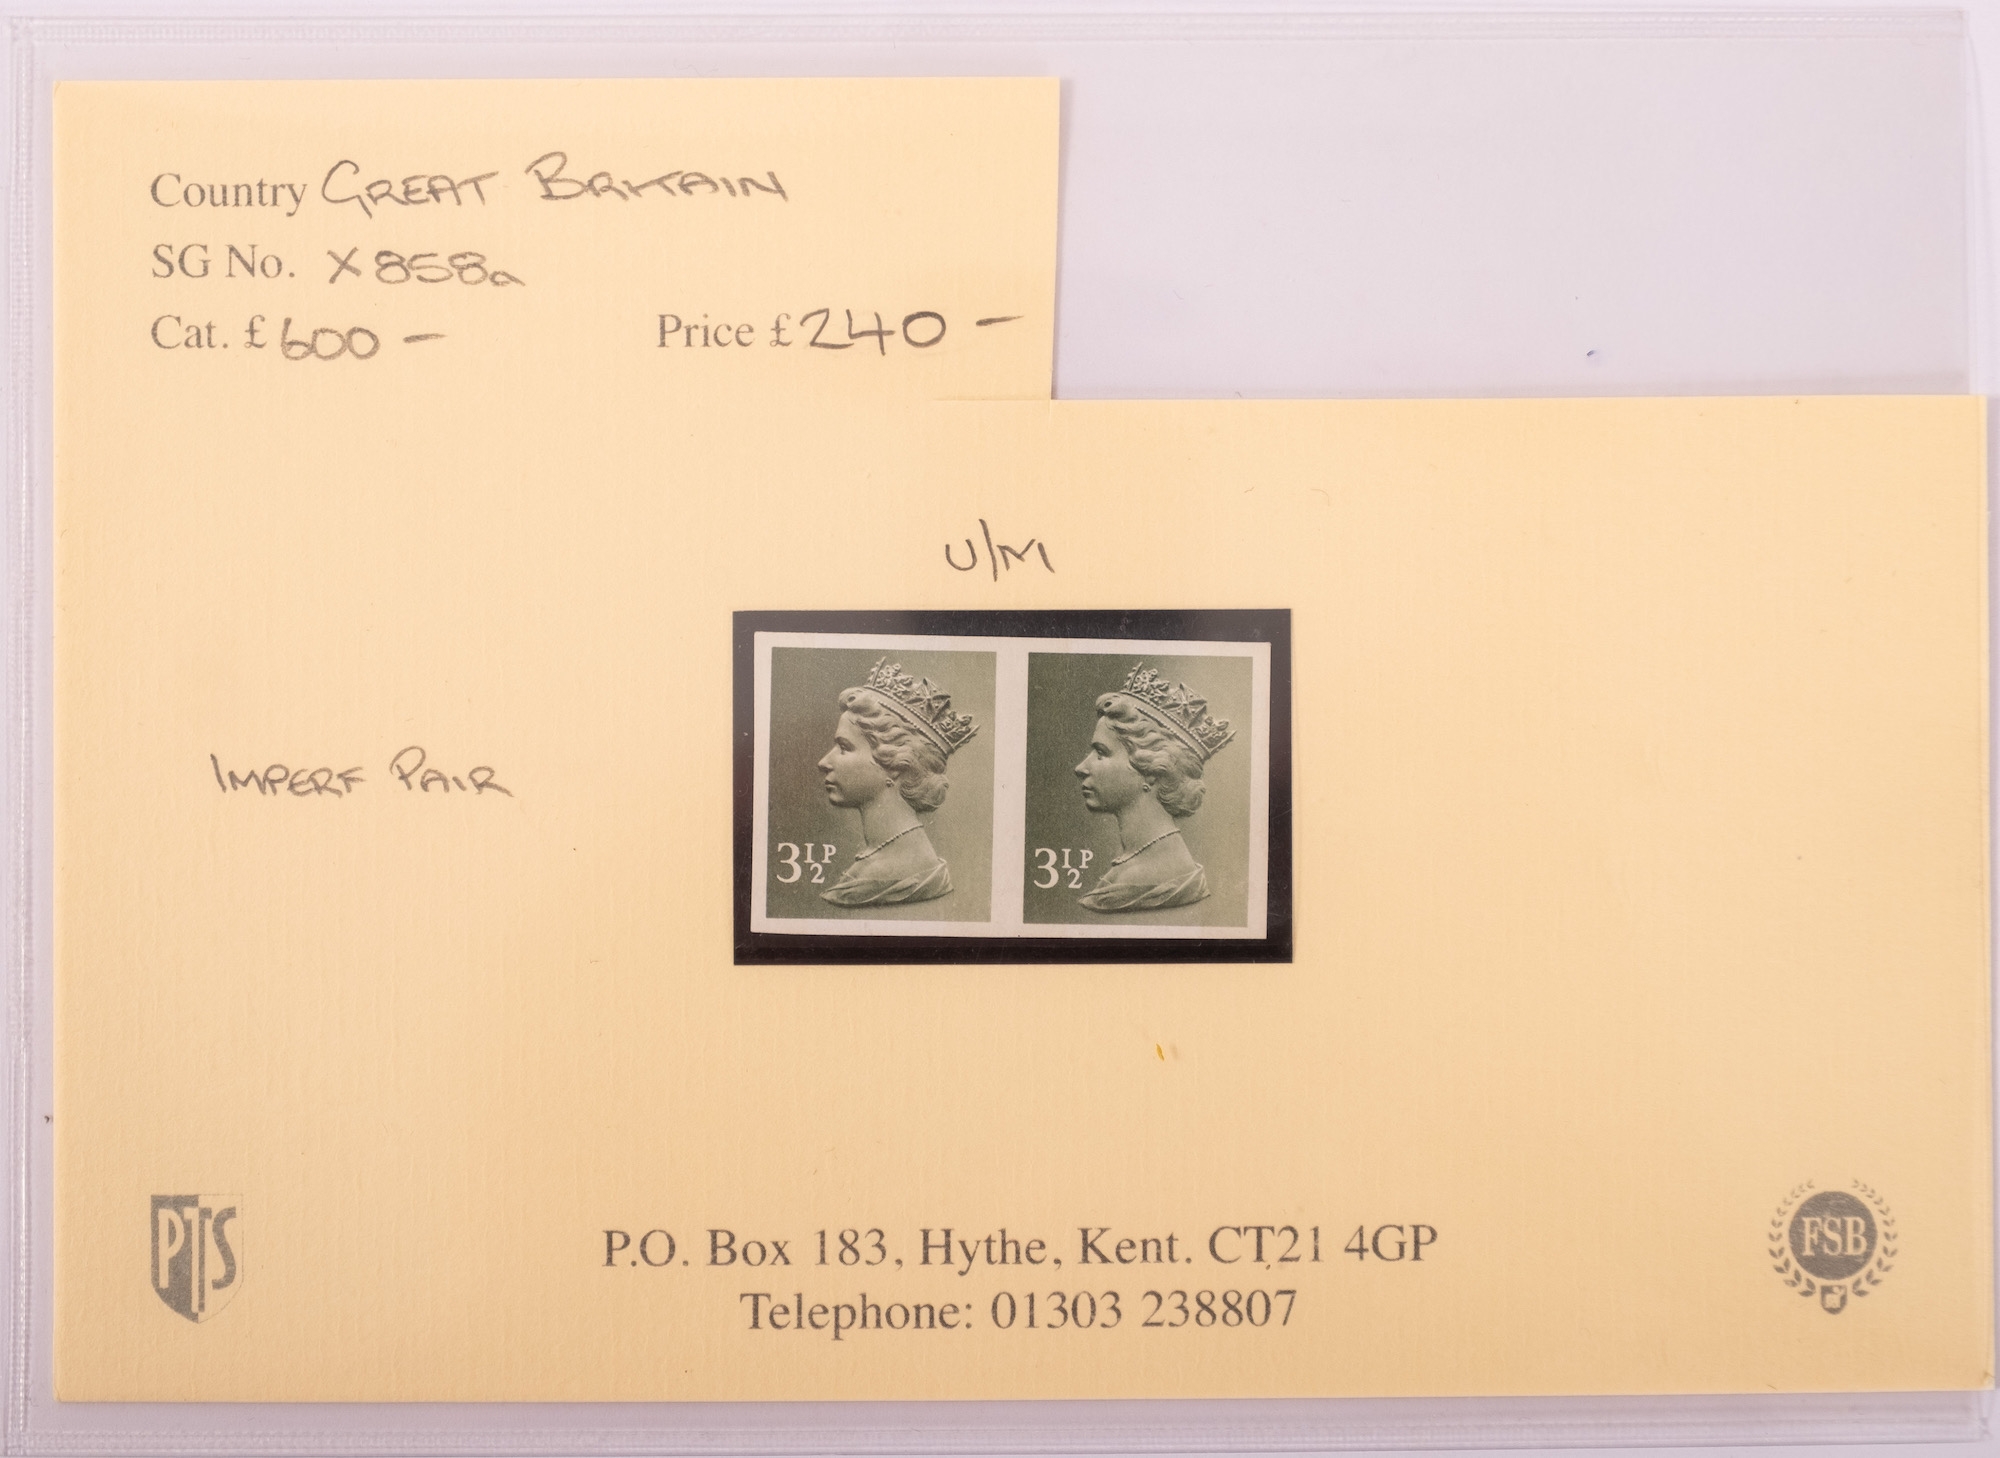 Country GREAT BRITAIN
SG No. X858a
Cat. £ 600 – Price £ 240 –
U/M
IMPERF PAIR
3½P 3½P
PTS
P.O. Box 183, Hythe, Kent. CT21 4GP
FSB
Telephone: 01303 238807